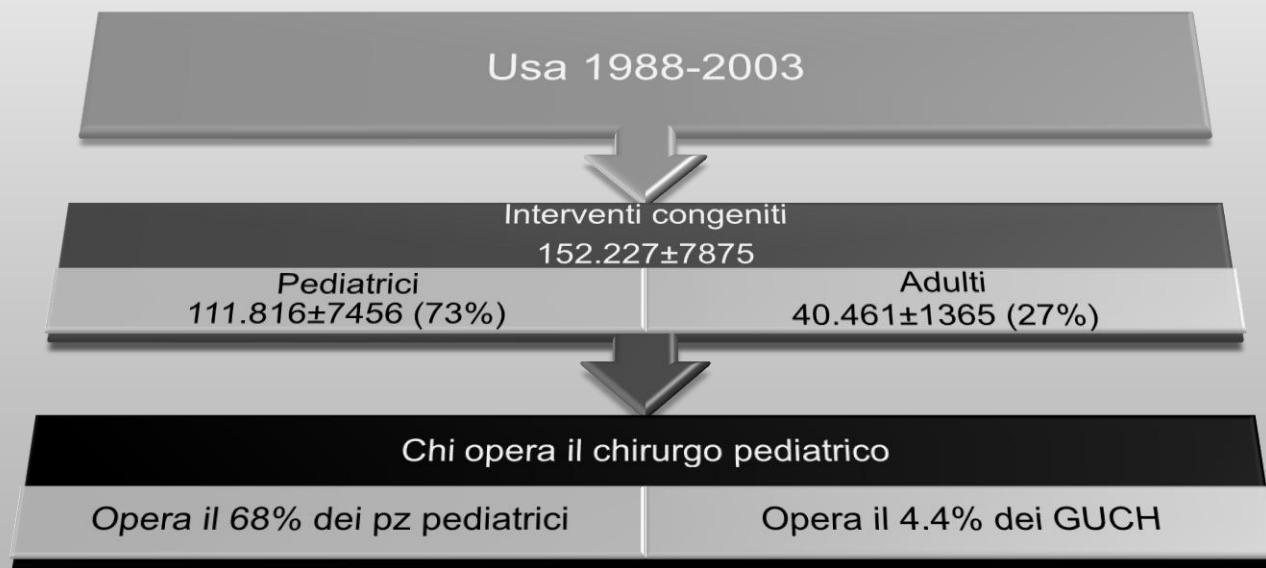 Usa 1988-2003
Interventi congeniti
152.227±7875
Pediatrici
111.816±7456 (73%)
Adulti
40.461±1365 (27%)
Chi opera il chirurgo pediatrico
Opera il 68% dei pz pediatrici
Opera il 4.4% dei GUCH